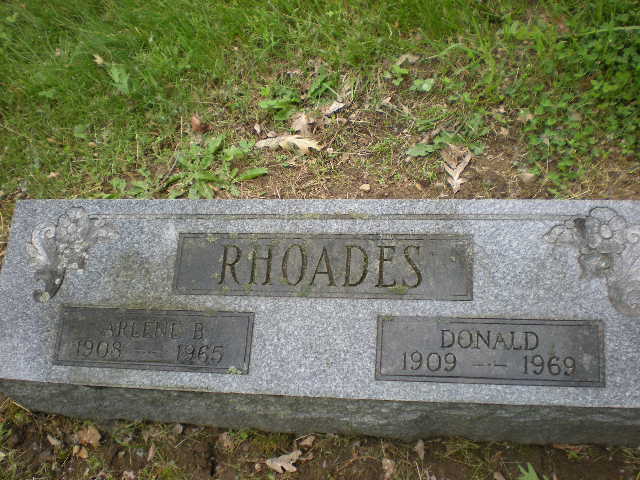 RHOADES
ARLENE B.
1908 -- 1965
DONALD
1909 -- 1969